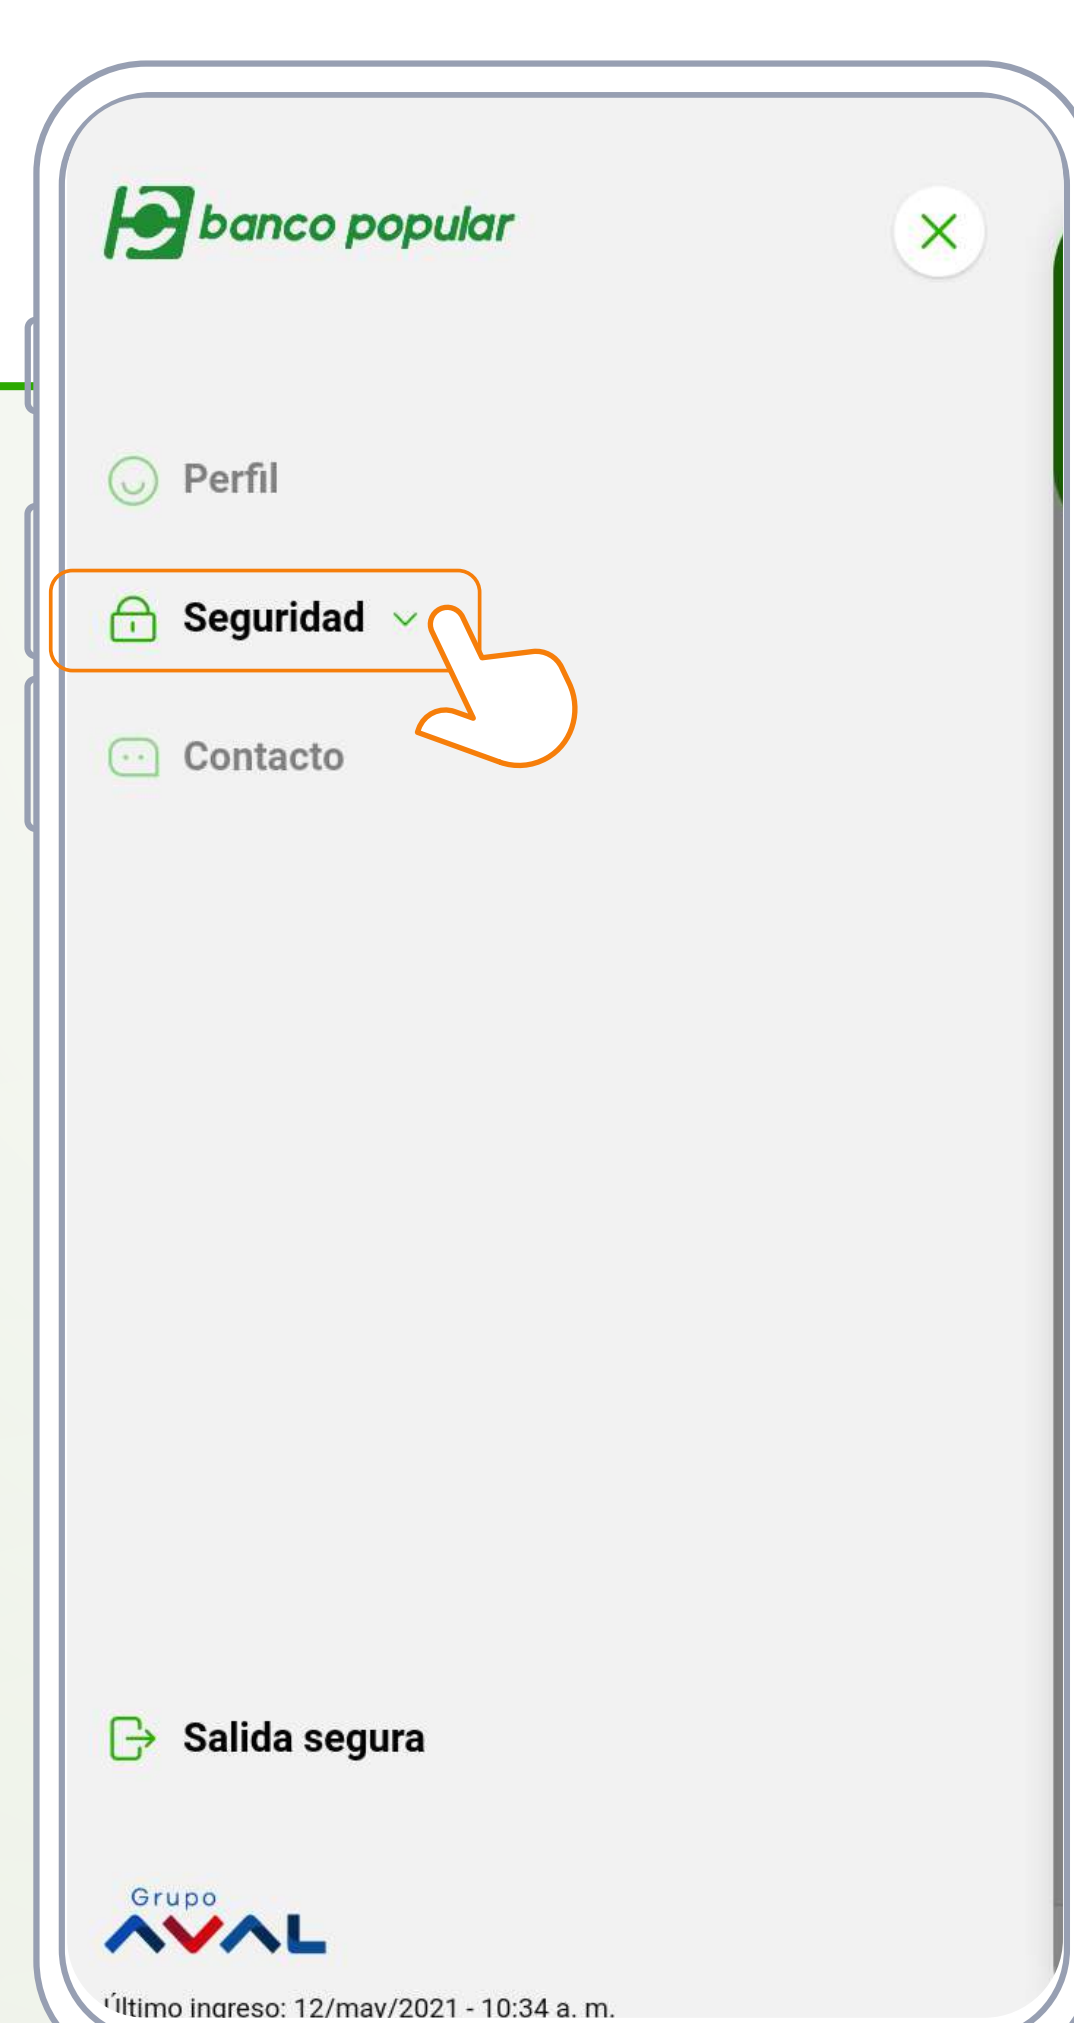 banco popular
Perfil
Seguridad
Contacto
Salida segura
Grupo
AVAL
Último ingreso: 12/may/2021 - 10:34 a. m.